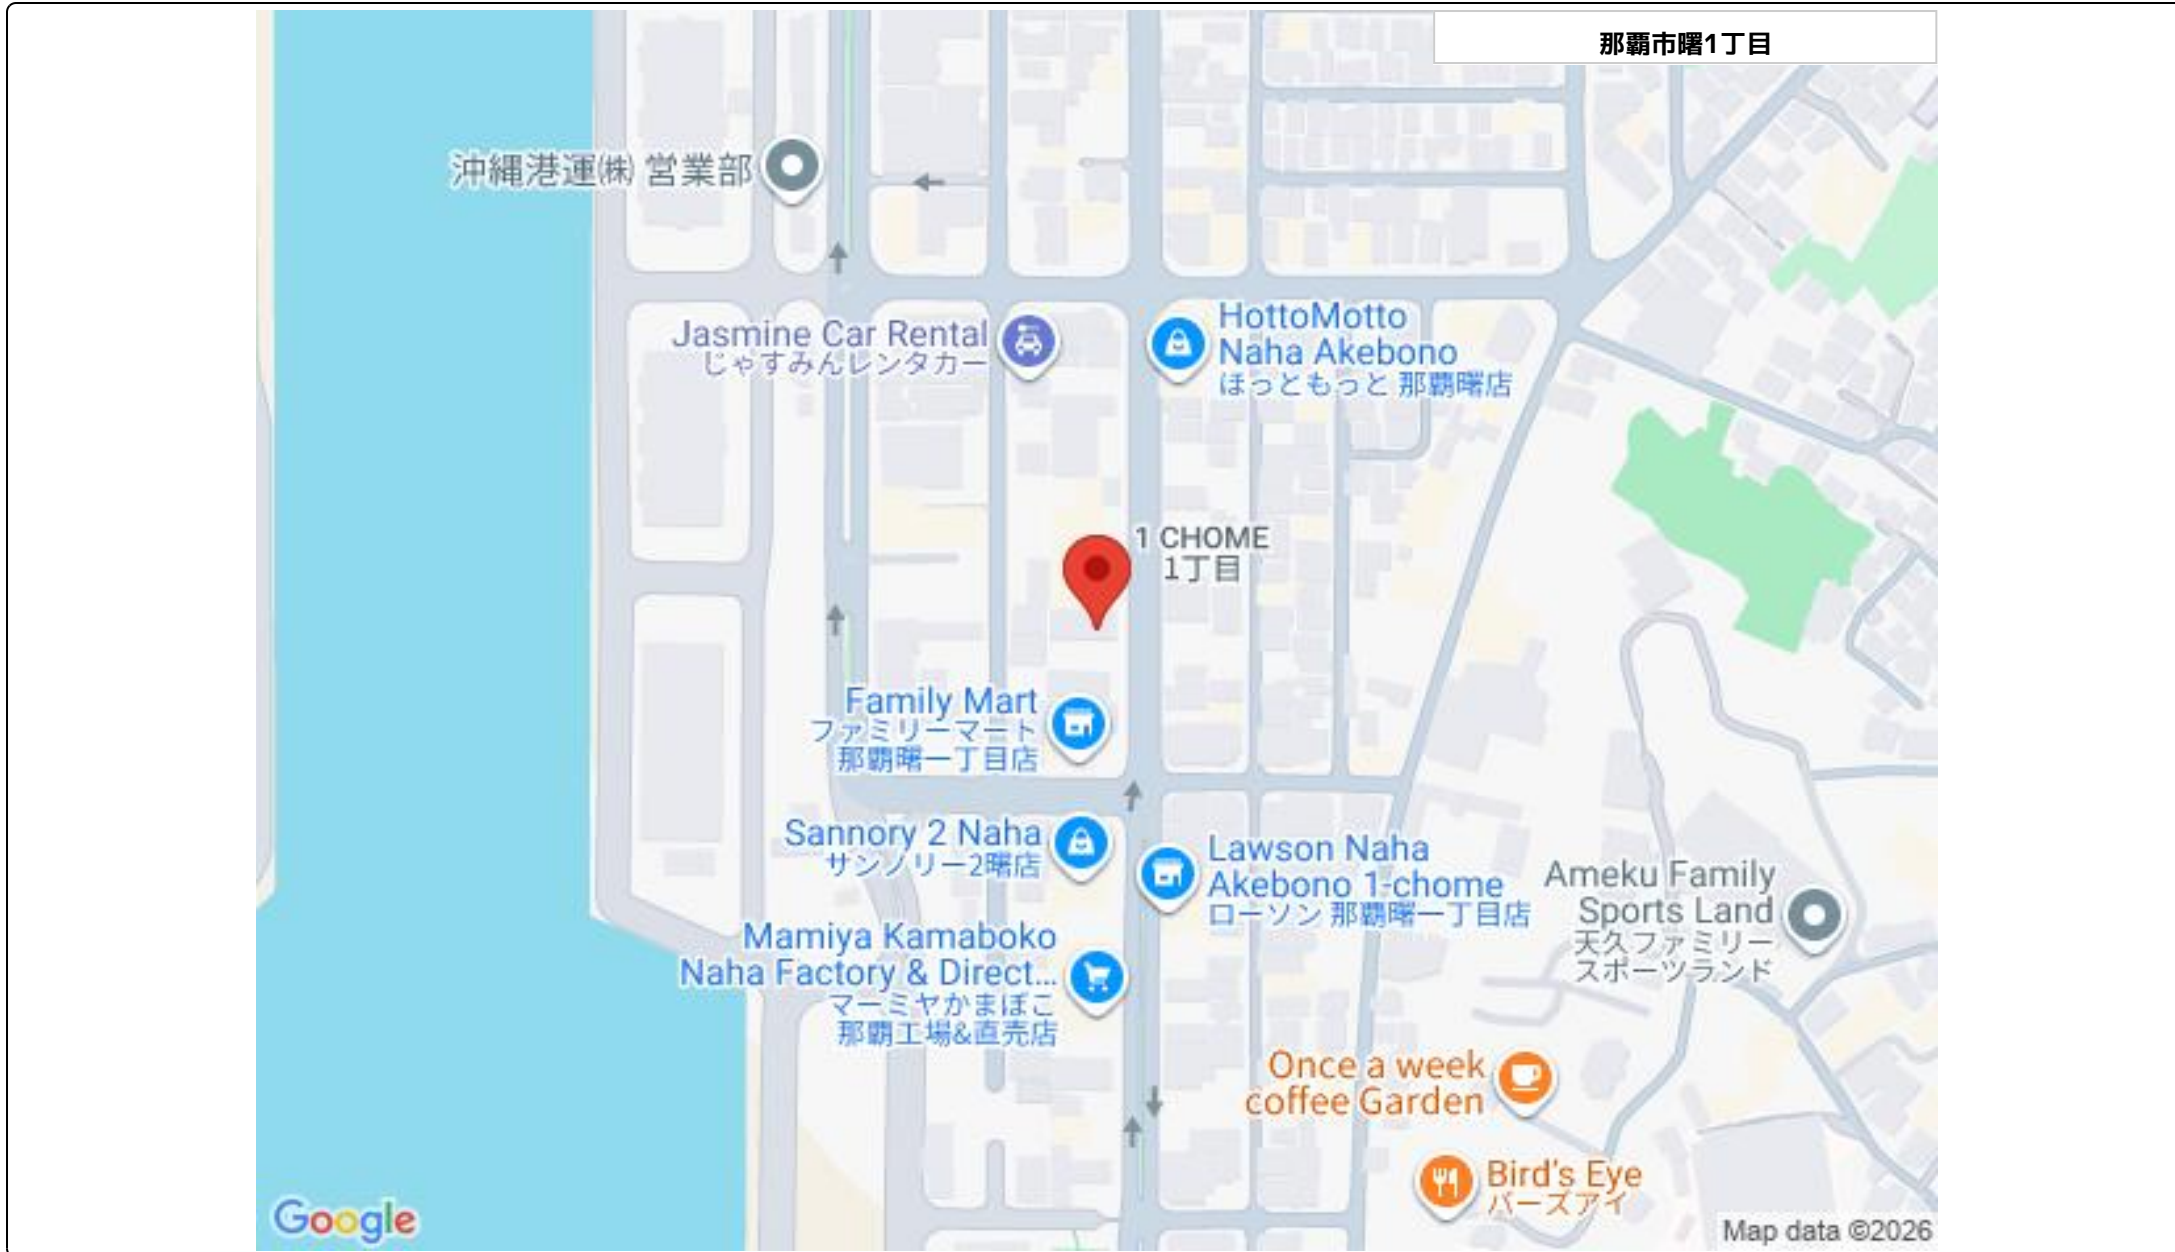 那覇市曙1丁目
沖縄港運㈱ 営業部
Jasmine Car Rental
じゃすみんレンタカー
HottoMotto
Naha Akebono
ほっともっと 那覇曙店
1 CHOME
1丁目
Family Mart
ファミリーマート
那覇曙一丁目店
Sannory 2 Naha
サンノリー2曙店
Lawson Naha
Akebono 1-chome
ローソン 那覇曙一丁目店
Ameku Family
Sports Land
天久ファミリー
スポーツランド
Mamiya Kamaboko
Naha Factory & Direct...
マーミヤかまぼこ
那覇工場&直売店
Once a week
coffee Garden
Bird's Eye
バーズアイ
Google
Map data ©2026